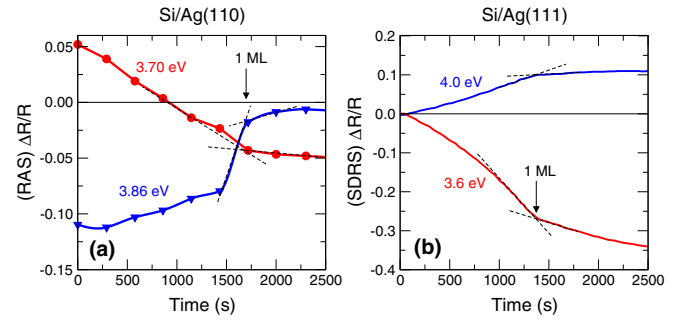 Si/Ag(110)
(RAS) ΔR/R
0.05
0.00
-0.05
-0.10
-0.15
3.70 eV
1 ML
3.86 eV
(a)
0 500 1000 1500 2000 2500
Time (s)
Si/Ag(111)
(SDRS) ΔR/R
0.2
0.1
0.0
-0.1
-0.2
-0.3
-0.4
4.0 eV
3.6 eV
1 ML
(b)
0 500 1000 1500 2000 2500
Time (s)